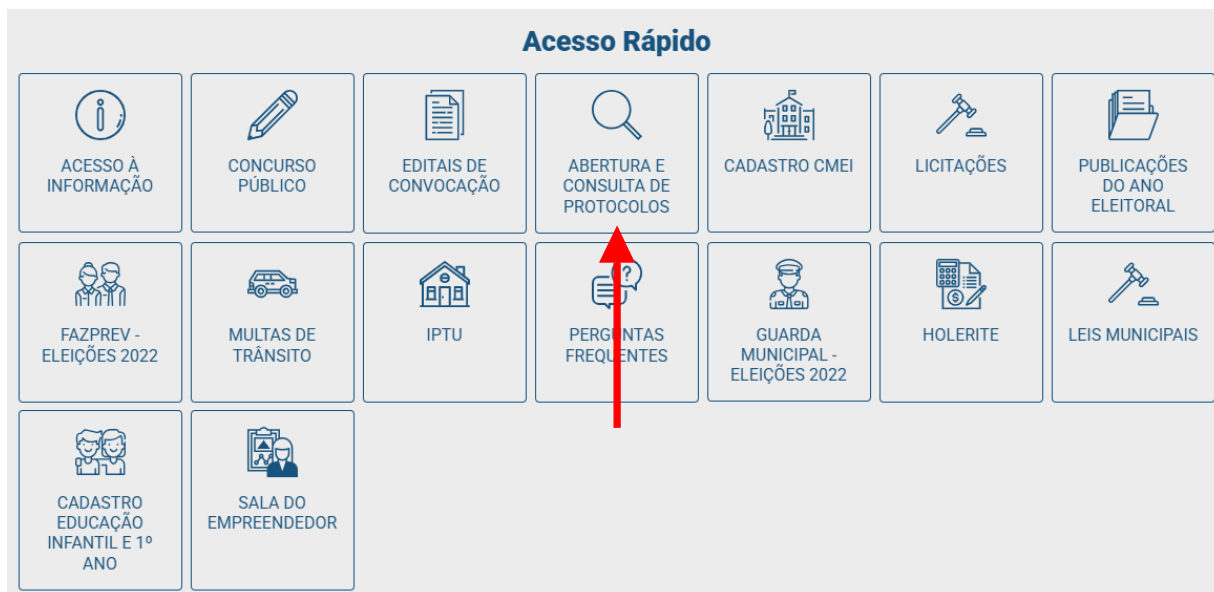 Acesso Rápido
ACESSO À
INFORMAÇÃO
CONCURSO
PÚBLICO
EDITAIS DE
CONVOCAÇÃO
ABERTURA E
CONSULTA DE
PROTOCOLOS
CADASTRO CMEI
LICITAÇÕES
PUBLICAÇÕES
DO ANO
ELEITORAL
FAZPREV -
ELEIÇÕES 2022
MULTAS DE
TRÂNSITO
IPTU
PERGUNTAS
FREQUENTES
GUARDA
MUNICIPAL -
ELEIÇÕES 2022
HOLERITE
LEIS MUNICIPAIS
CADASTRO
EDUCAÇÃO
INFANTIL E 1º
ANO
SALA DO
EMPREENDEDOR